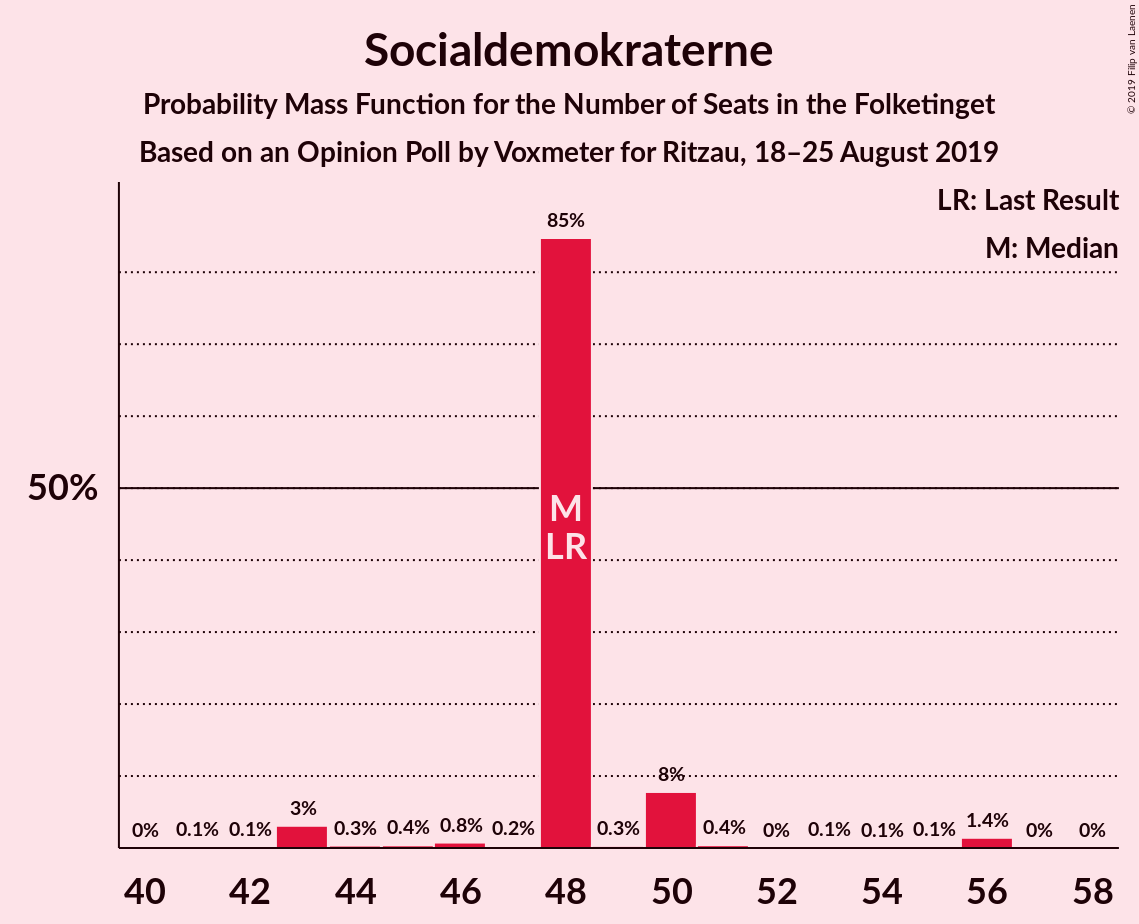 Socialdemokraterne
Probability Mass Function for the Number of Seats in the Folketinget
Based on an Opinion Poll by Voxmeter for Ritzau, 18–25 August 2019
© 2019 Filip van Laenen
LR: Last Result
M: Median
85%
50%
M
LR
8%
3%
0% 0.1% 0.1% 0.3% 0.4% 0.8% 0.2% 0.3% 0.4% 0% 0.1% 0.1% 0.1% 1.4% 0% 0%
40 42 44 46 48 50 52 54 56 58